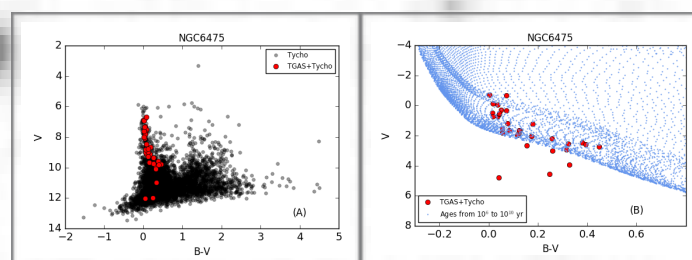 NGC6475
2
4
6
8
10
12
14
V
−2
−1
0
1
2
3
4
5
B-V
Tycho
TGAS+Tycho
(A)
NGC6475
−4
−2
0
2
4
6
8
V
−0.2
0.0
0.2
0.4
0.6
B-V
TGAS+Tycho
Ages from 10⁶ to 10¹⁰ yr
(B)